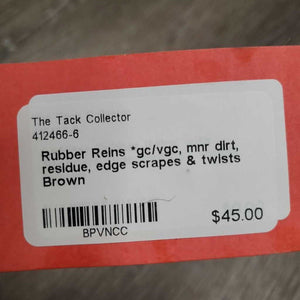 The Tack Collector
412466-6
Rubber Reins *gc/vgc, mnr dirt,
residue, edge scrapes & twists
Brown
BPVNCC
$45.00